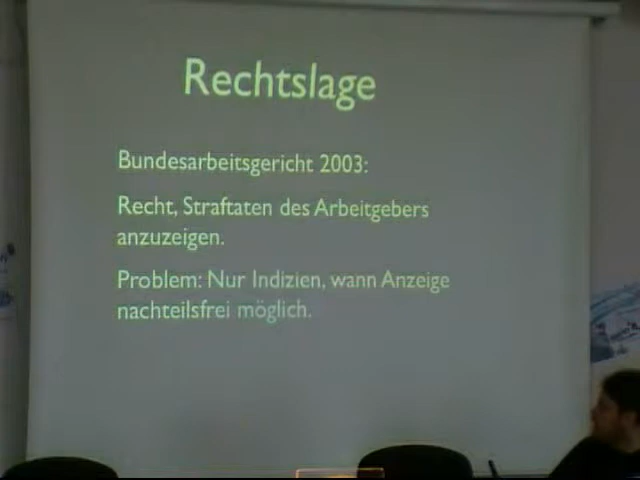 Rechtslage
Bundesarbeitsgericht 2003:
Recht, Straftaten des Arbeitgebers
anzuzeigen.
Problem: Nur Indizien, wann Anzeige
nachteilsfrei möglich.